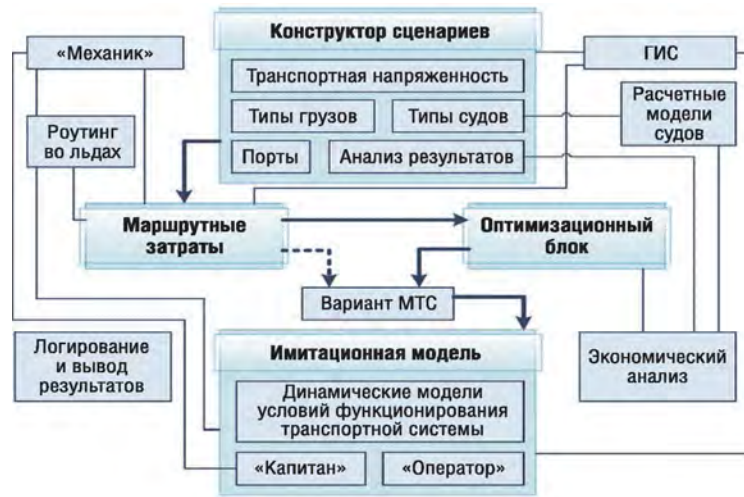 Конструктор сценариев
«Механик»
ГИС
Транспортная напряженность
Типы грузов
Типы судов
Расчетные
модели
судов
Роутинг
во льдах
Порты
Анализ результатов
Маршрутные
затраты
Оптимизационный
блок
Вариант МТС
Логирование
и вывод
результатов
Имитационная модель
Экономический
анализ
Динамические модели
условий функционирования
транспортной системы
«Капитан»
«Оператор»